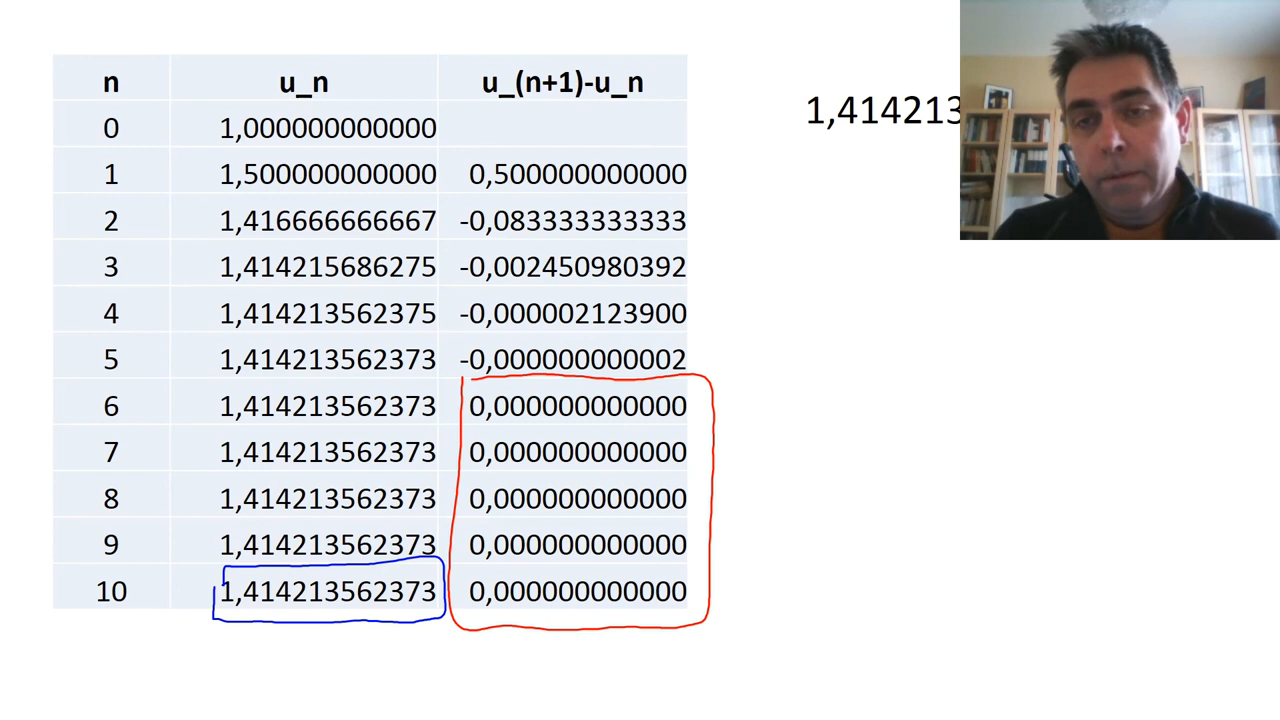 n u_n u_(n+1)-u_n
0 1,000000000000
1 1,500000000000 0,500000000000
2 1,416666666667 -0,083333333333
3 1,414215686275 -0,002450980392
4 1,414213562375 -0,000002123900
5 1,414213562373 -0,000000000002
6 1,414213562373 0,000000000000
7 1,414213562373 0,000000000000
8 1,414213562373 0,000000000000
9 1,414213562373 0,000000000000
10 1,414213562373 0,000000000000
1,414213